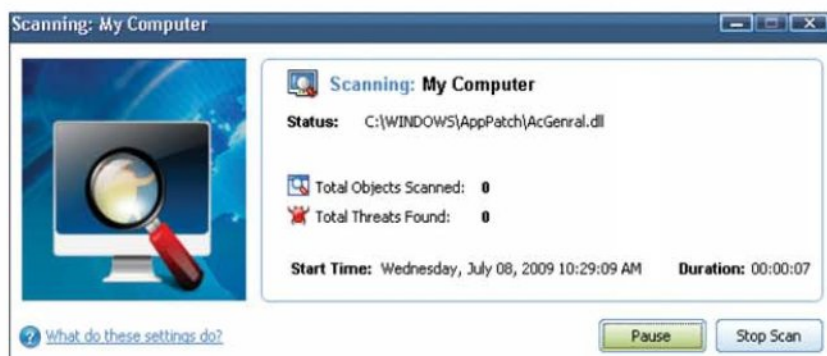 Scanning: My Computer
Scanning: My Computer
Status: C:\WINDOWS\AppPatch\AcGenral.dll
Total Objects Scanned: 0
Total Threats Found: 0
Start Time: Wednesday, July 08, 2009 10:29:09 AM Duration: 00:00:07
What do these settings do? Pause Stop Scan